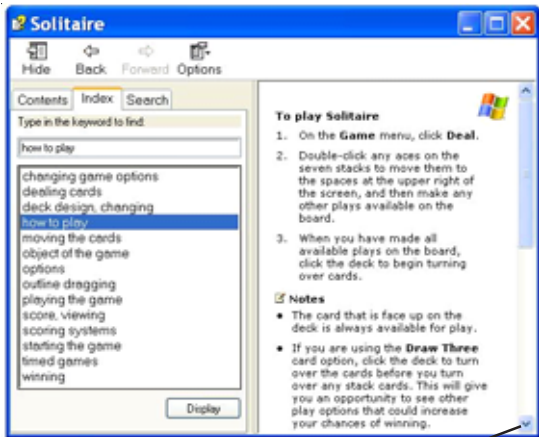 Solitaire
Hide Back Forward Options
Contents Index Search
Type in the keyword to find:
how to play
changing game options
dealing cards
deck design, changing
how to play
moving the cards
object of the game
options
outline dragging
playing the game
score, viewing
scoring systems
starting the game
timed games
winning
Display
To play Solitaire
1. On the Game menu, click Deal.
2. Double-click any aces on the
seven stacks to move them to
the spaces at the upper right of
the screen, and then make any
other plays available on the
board.
3. When you have made all
available plays on the board,
click the deck to begin turning
over cards.
Notes
• The card that is face up on the
deck is always available for play.
• If you are using the Draw Three
card option, click the deck to turn
over the cards before you turn
over any stack cards. This will give
you an opportunity to see other
play options that could increase
your chances of winning.